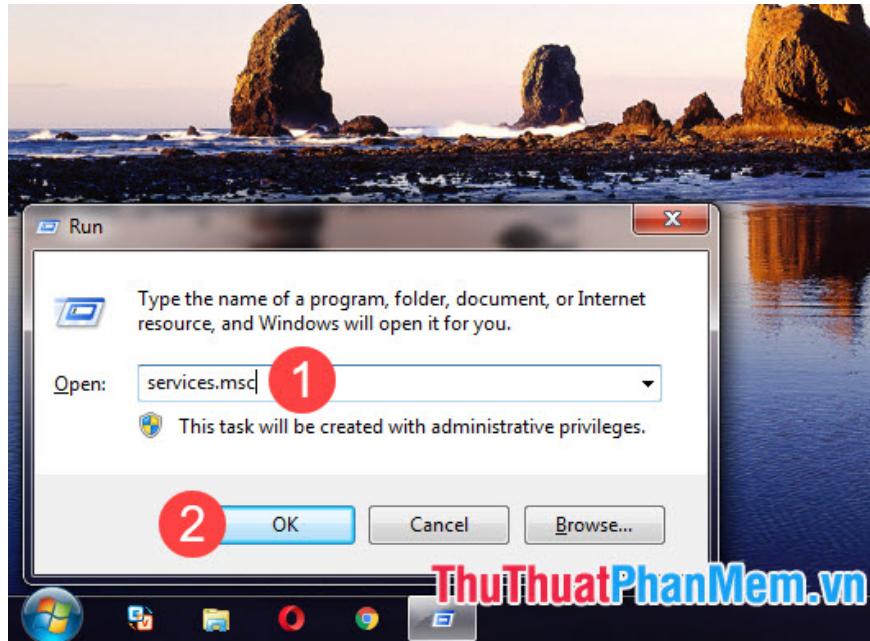 Run
Type the name of a program, folder, document, or Internet
resource, and Windows will open it for you.
Open: services.msc 1
This task will be created with administrative privileges.
2 OK Cancel Browse...
ThuThuatPhanMem.vn